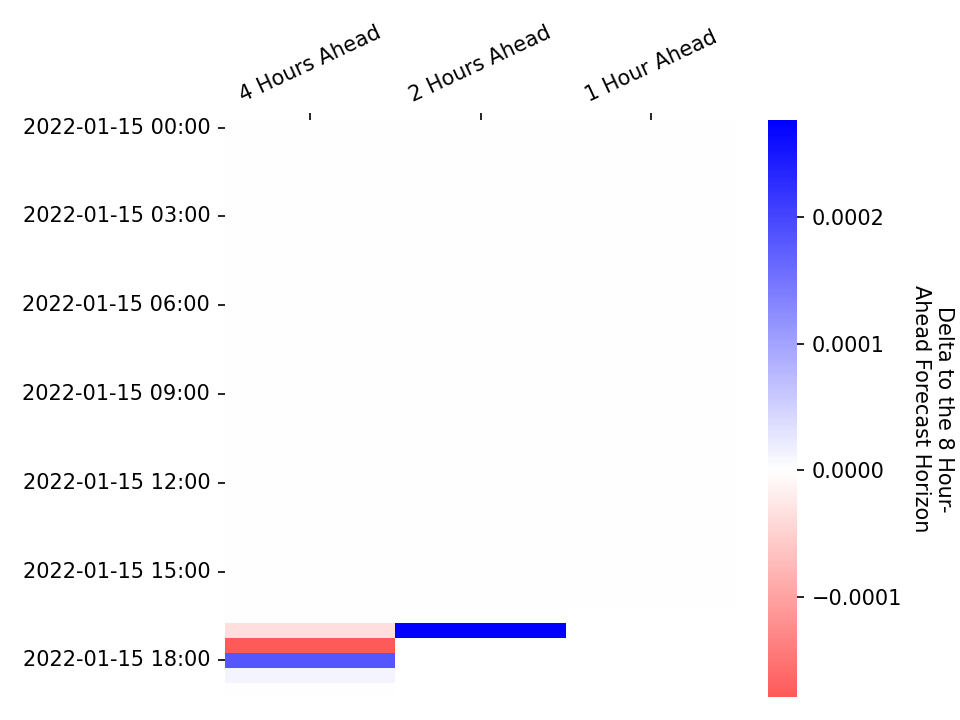 4 Hours Ahead
2 Hours Ahead
1 Hour Ahead
2022-01-15 00:00
2022-01-15 03:00
2022-01-15 06:00
2022-01-15 09:00
2022-01-15 12:00
2022-01-15 15:00
2022-01-15 18:00
0.0002
0.0001
0.0000
−0.0001
Delta to the 8 Hour-
Ahead Forecast Horizon